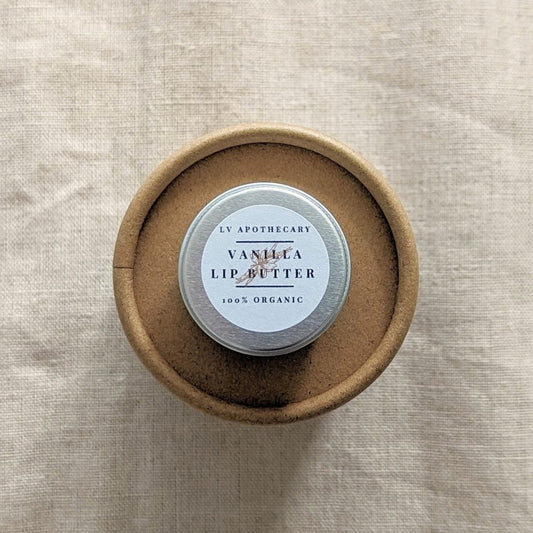 LV APOTHECARY
VANILLA
LIP BUTTER
100% ORGANIC